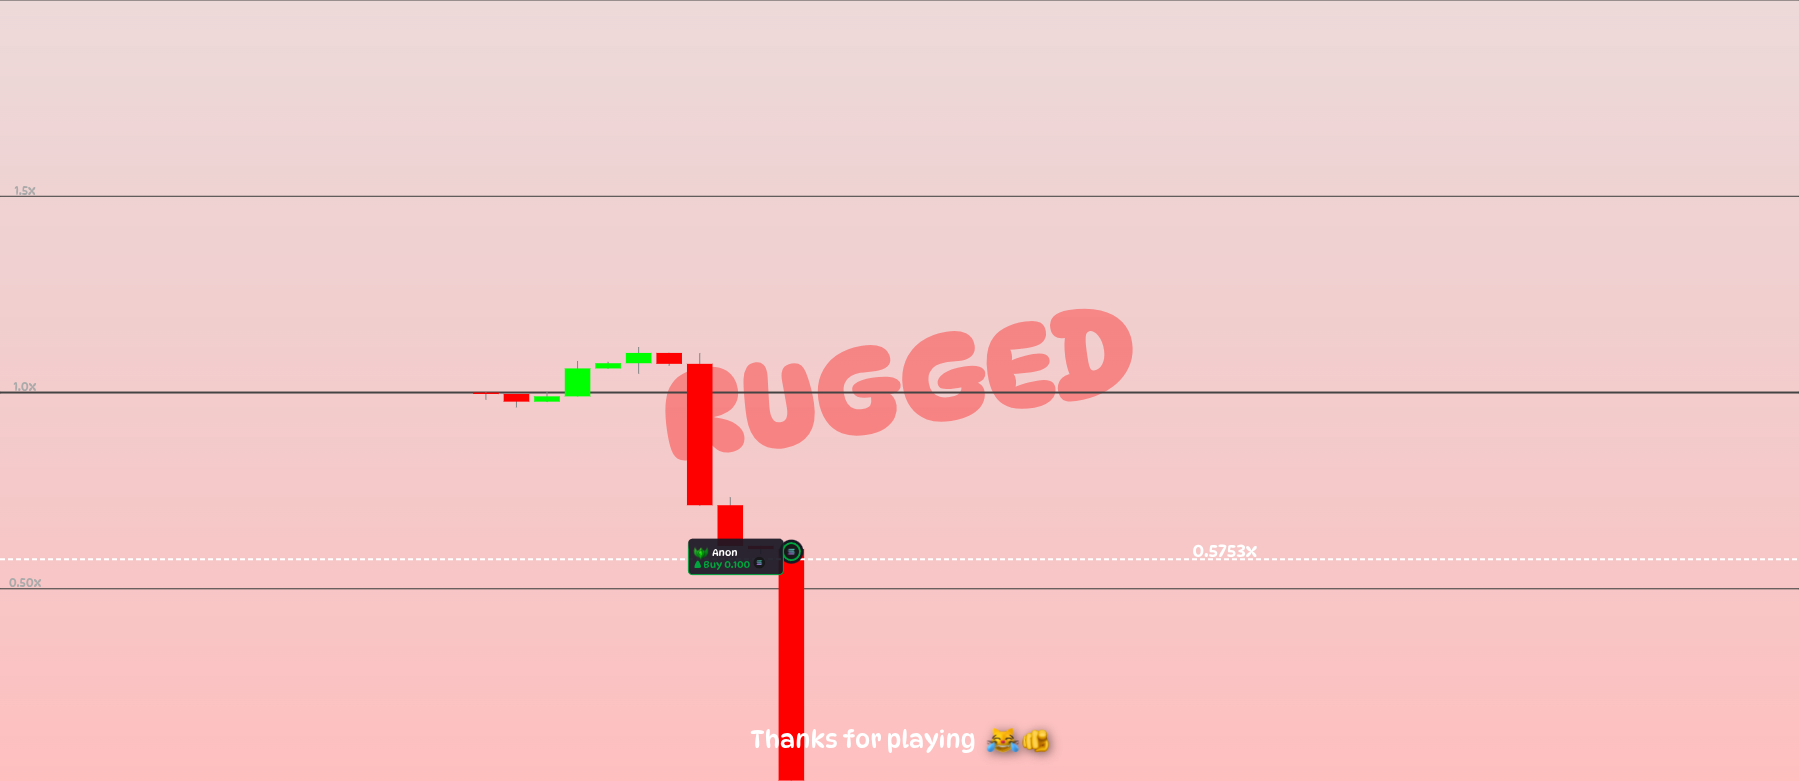 1.5X
1.0X
RUGGED
Anon
Buy 0.100
0.5753X
0.50X
Thanks for playing 😹🫵